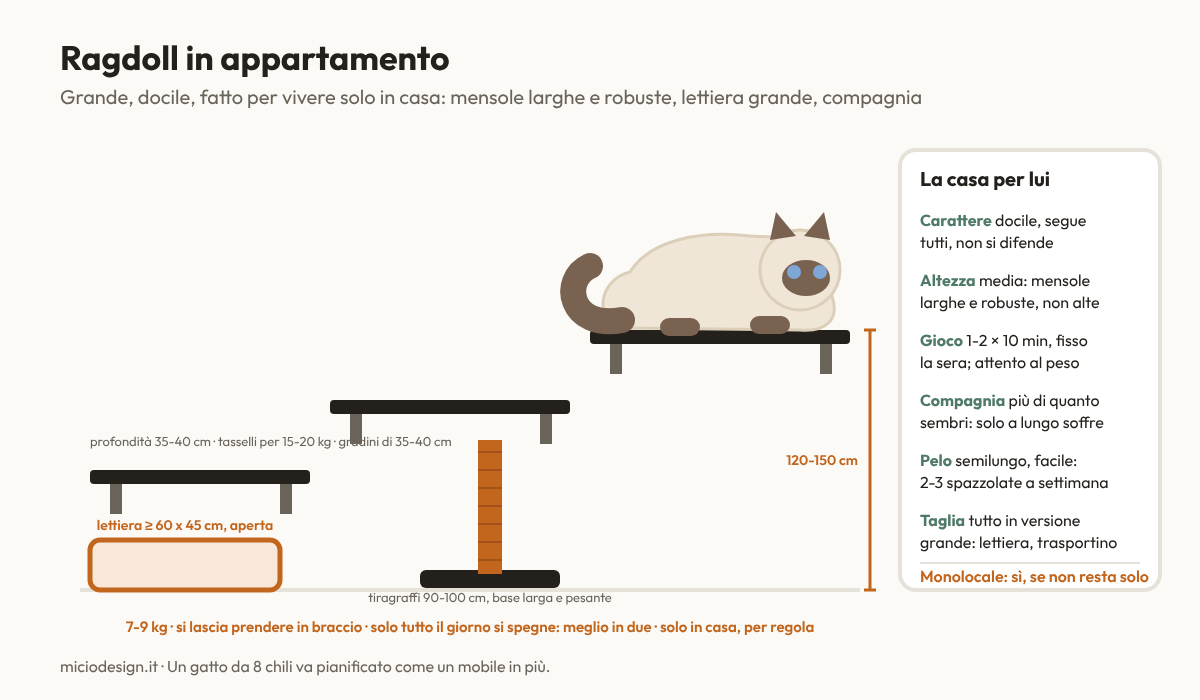 Ragdoll in appartamento
Grande, docile, fatto per vivere solo in casa: mensole larghe e robuste, lettiera grande, compagnia
La casa per lui
Carattere docile, segue
tutti, non si difende
Altezza media: mensole
larghe e robuste, non alte
Gioco 1-2 × 10 min, fisso
la sera; attento al peso
Compagnia più di quanto
sembri: solo a lungo soffre
Pelo semilungo, facile:
2-3 spazzolate a settimana
Taglia tutto in versione
grande: lettiera, trasportino
Monolocale: sì, se non resta solo
profondità 35-40 cm · tasselli per 15-20 kg · gradini di 35-40 cm
120-150 cm
lettiera ≥ 60 x 45 cm, aperta
tiragraffi 90-100 cm, base larga e pesante
7-9 kg · si lascia prendere in braccio · solo tutto il giorno si spegne: meglio in due · solo in casa, per regola
miciodesign.it · Un gatto da 8 chili va pianificato come un mobile in più.